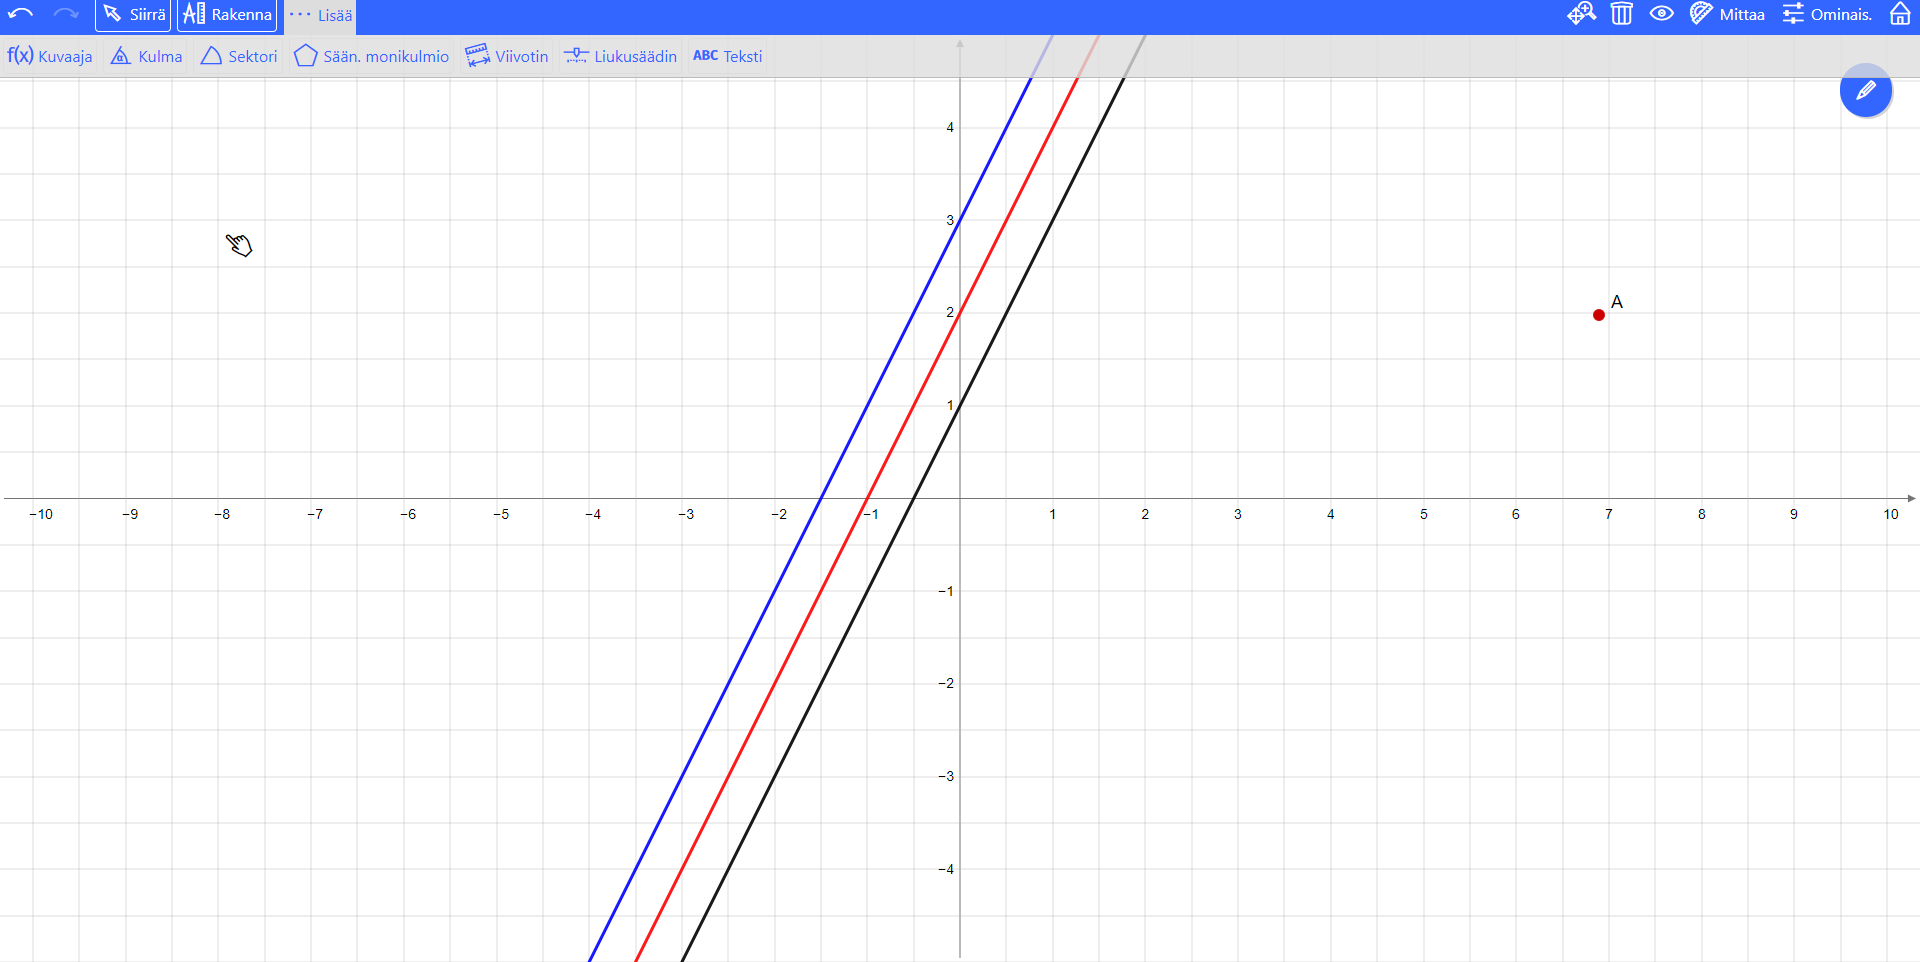 Siirrä Rakenna ··· Lisää Mittaa Ominais.
f(x) Kuvaaja α Kulma Sektori Sään. monikulmio Viivotin Liukusäädin ABC Teksti
4
3
A
2
1
−10 −9 −8 −7 −6 −5 −4 −3 −2 −1 1 2 3 4 5 6 7 8 9 10
−1
−2
−3
−4